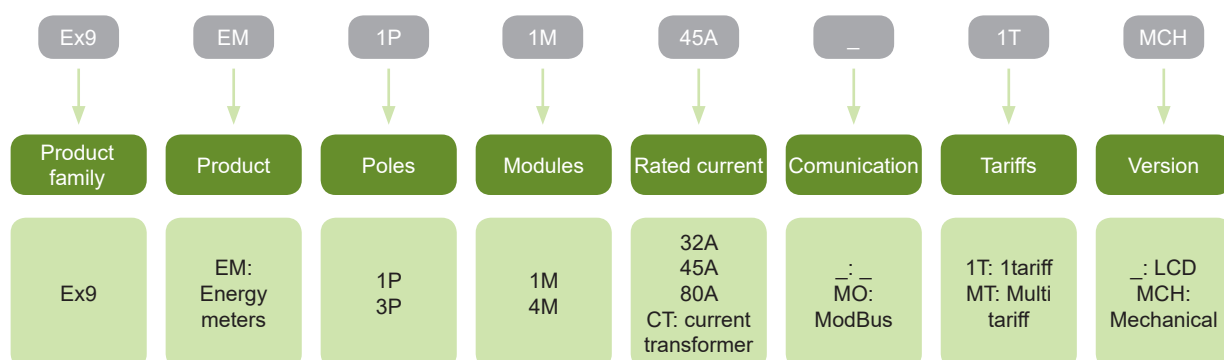 Ex9 EM 1P 1M 45A _ 1T MCH
Product
family
Product
Poles
Modules
Rated current
Comunication
Tariffs
Version
Ex9
EM:
Energy
meters
1P
3P
1M
4M
32A
45A
80A
CT: current
transformer
_: _
MO:
ModBus
1T: 1tariff
MT: Multi
tariff
_: LCD
MCH:
Mechanical